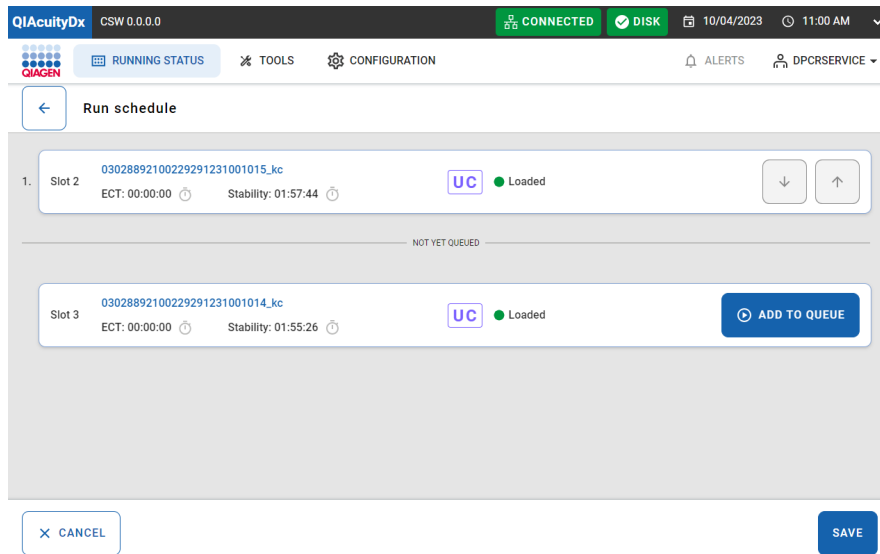 QIAcuityDx CSW 0.0.0.0 CONNECTED DISK 10/04/2023 11:00 AM
QIAGEN RUNNING STATUS TOOLS CONFIGURATION ALERTS DPCRSERVICE
Run schedule
1. Slot 2 03028892100229291231001015_kc UC Loaded
ECT: 00:00:00 Stability: 01:57:44
NOT YET QUEUED
Slot 3 03028892100229291231001014_kc UC Loaded ADD TO QUEUE
ECT: 00:00:00 Stability: 01:55:26
CANCEL SAVE